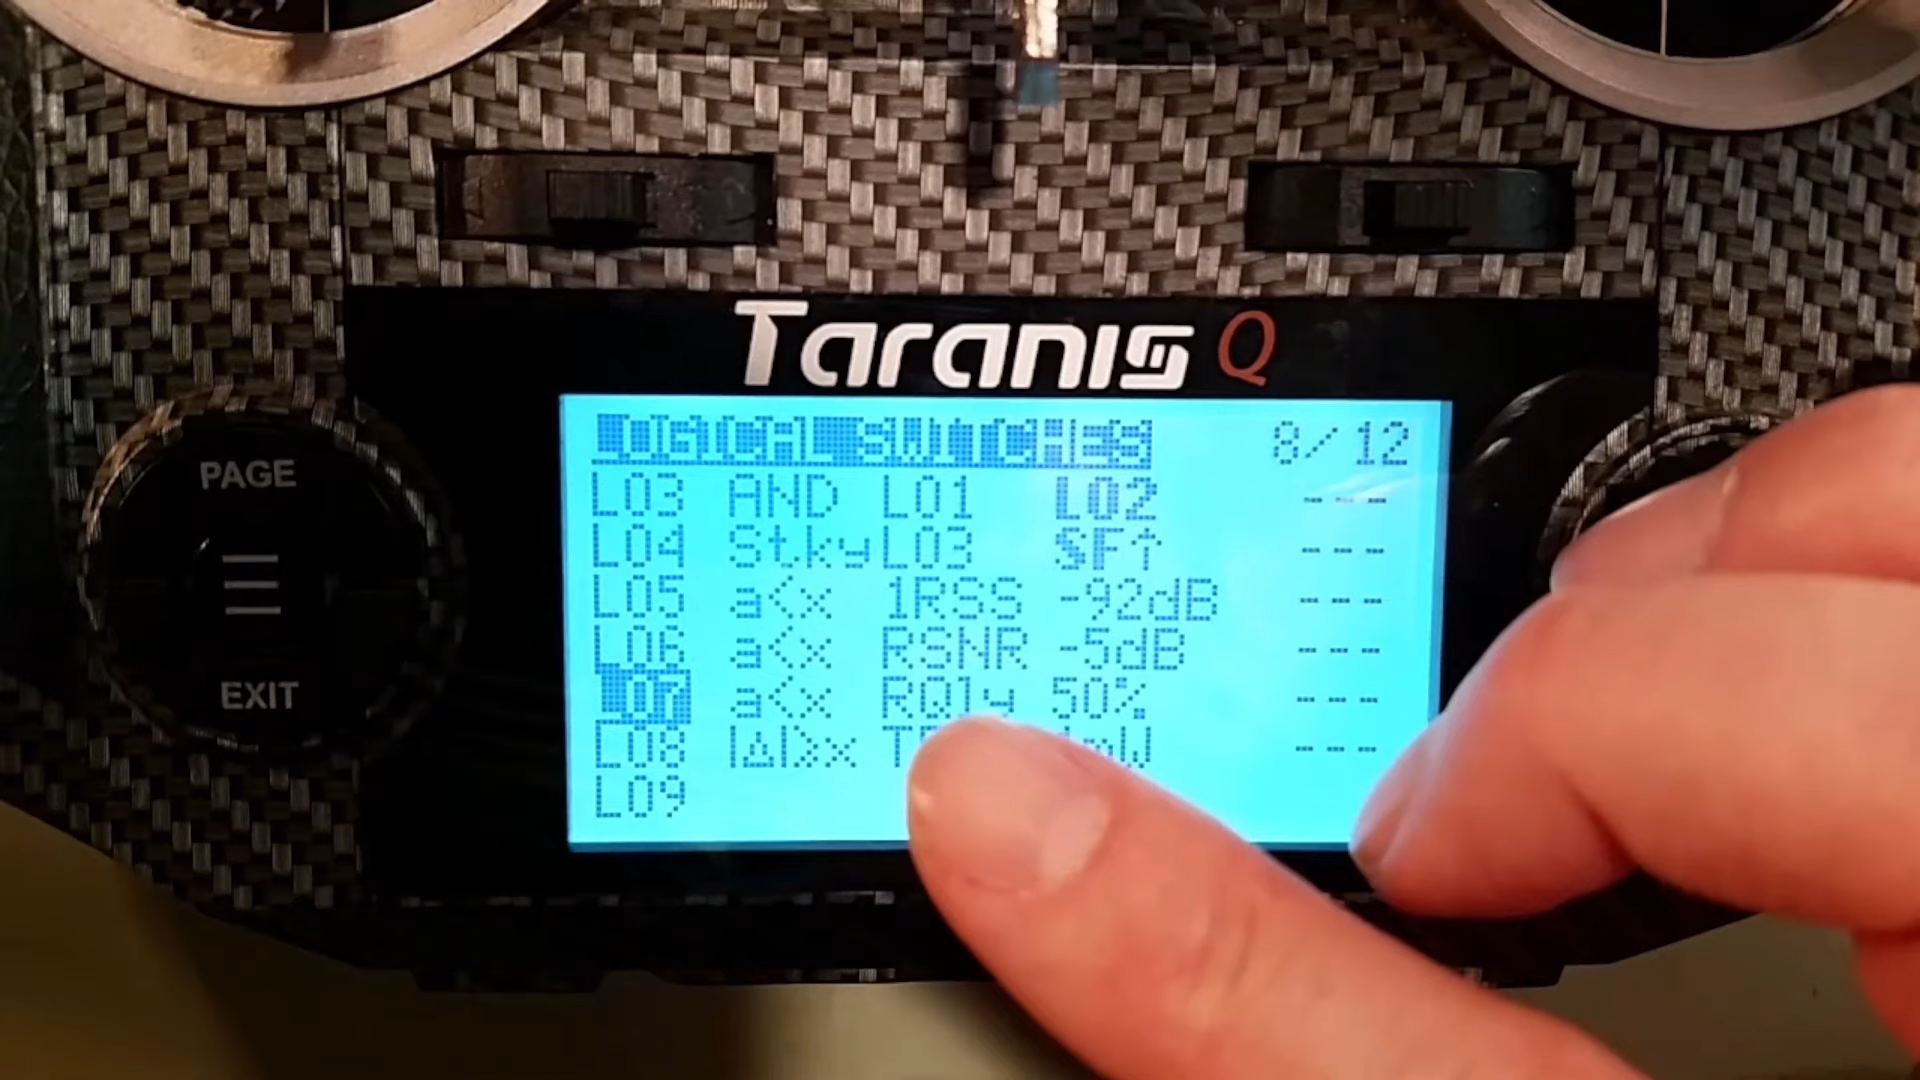 Taranis Q
LOGICAL SWITCHES 8/12
L03 AND L01 L02 ---
L04 Stky L03 SF↑ ---
L05 a<x 1RSS -92dB ---
L06 a<x RSNR -5dB ---
L07 a<x RQly 50% ---
L08 |Δ|>x ---
L09
PAGE
EXIT